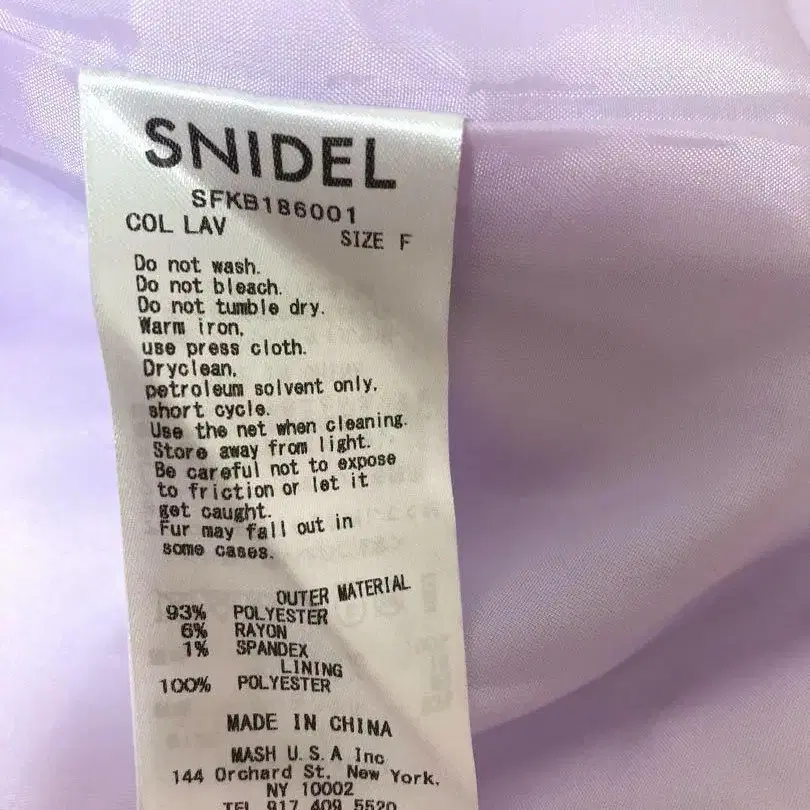 SNIDEL
SFKB186001
COL LAV
SIZE F
Do not wash.
Do not bleach.
Do not tumble dry.
Warm iron,
use press cloth.
Dryclean,
petroleum solvent only,
short cycle.
Use the net when cleaning.
Store away from light.
Be careful not to expose
to friction or let it
get caught.
Fur may fall out in
some cases.
OUTER MATERIAL
93% POLYESTER
6% RAYON
1% SPANDEX
LINING
100% POLYESTER
MADE IN CHINA
MASH U.S.A Inc
144 Orchard St, New York,
NY 10002
TEL 917 409 5520